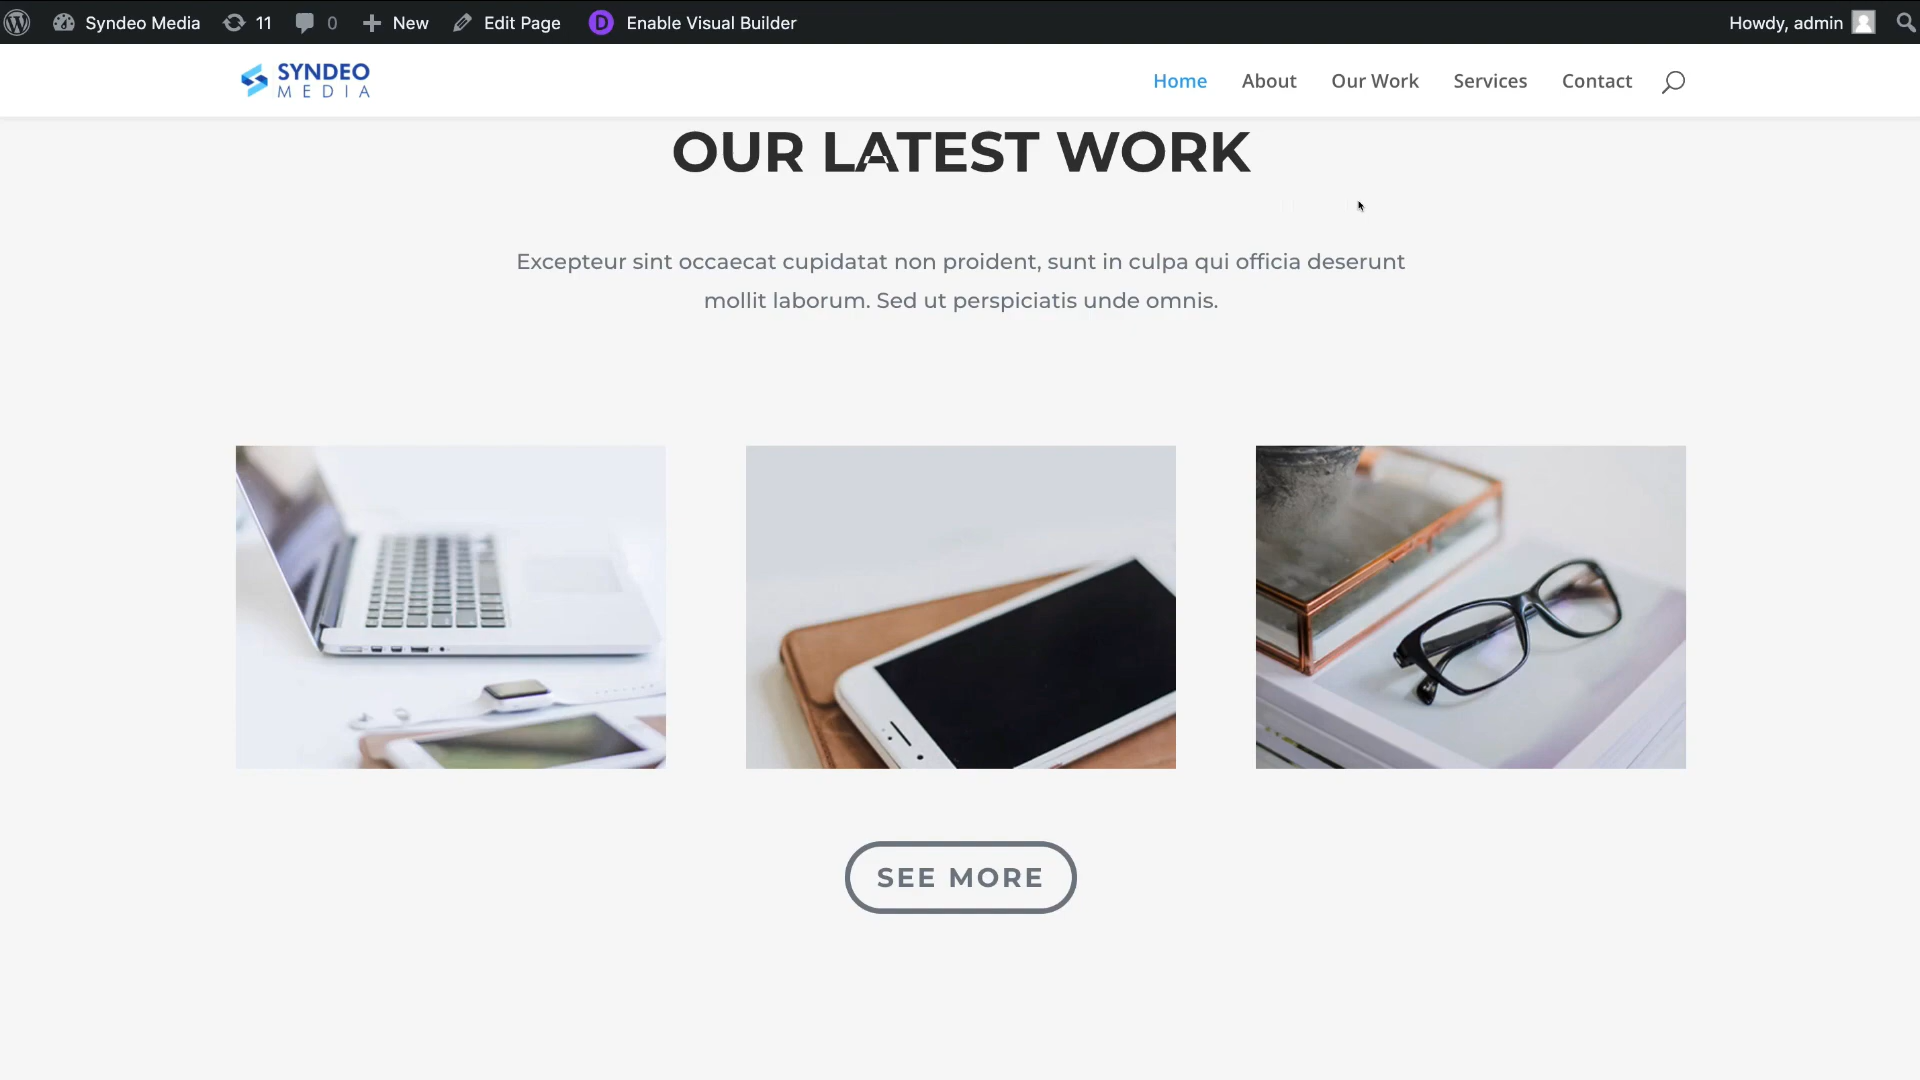 Syndeo Media 11 0 New Edit Page D Enable Visual Builder Howdy, admin
SYNDEO
MEDIA
Home About Our Work Services Contact
OUR LATEST WORK
Excepteur sint occaecat cupidatat non proident, sunt in culpa qui officia deserunt
mollit laborum. Sed ut perspiciatis unde omnis.
SEE MORE